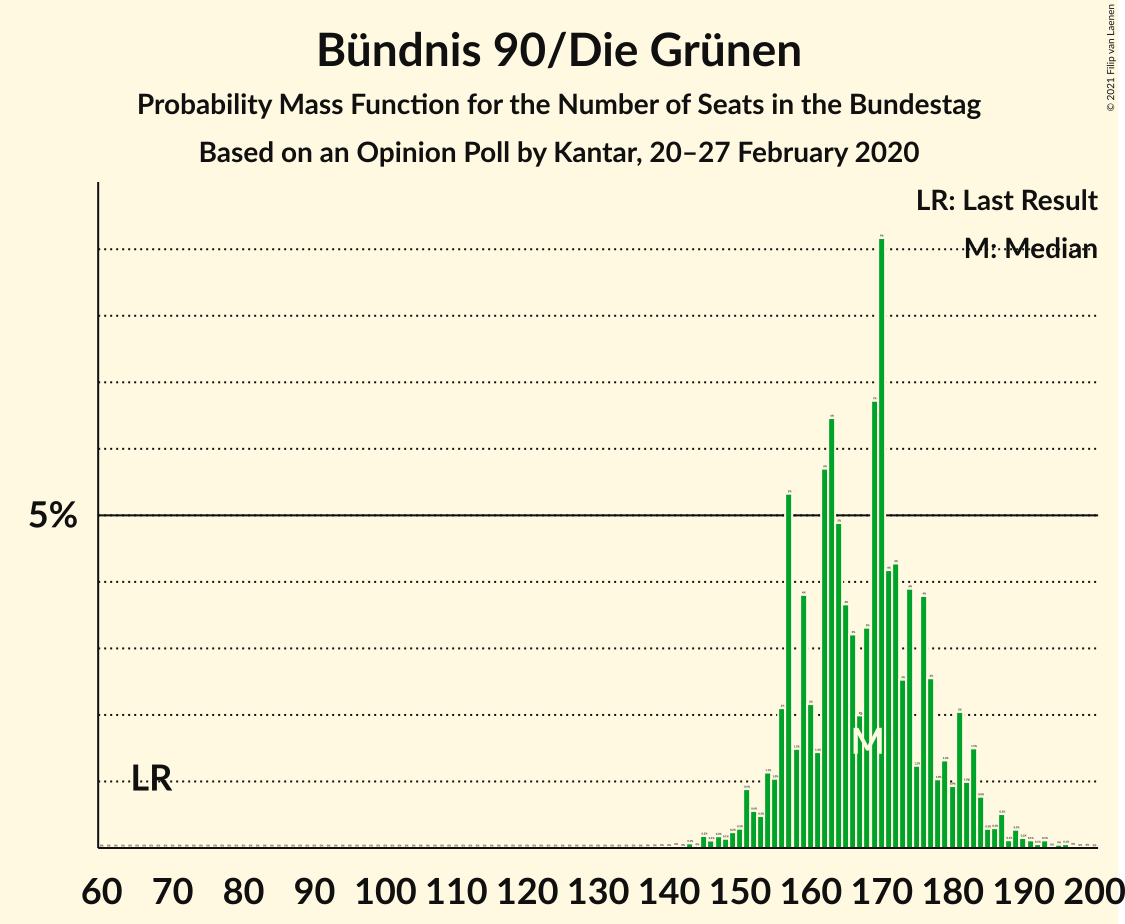 Bündnis 90/Die Grünen
Probability Mass Function for the Number of Seats in the Bundestag
Based on an Opinion Poll by Kantar, 20–27 February 2020
© 2021 Filip van Laenen
LR: Last Result
M: Median
5%
LR
M
60 70 80 90 100 110 120 130 140 150 160 170 180 190 200